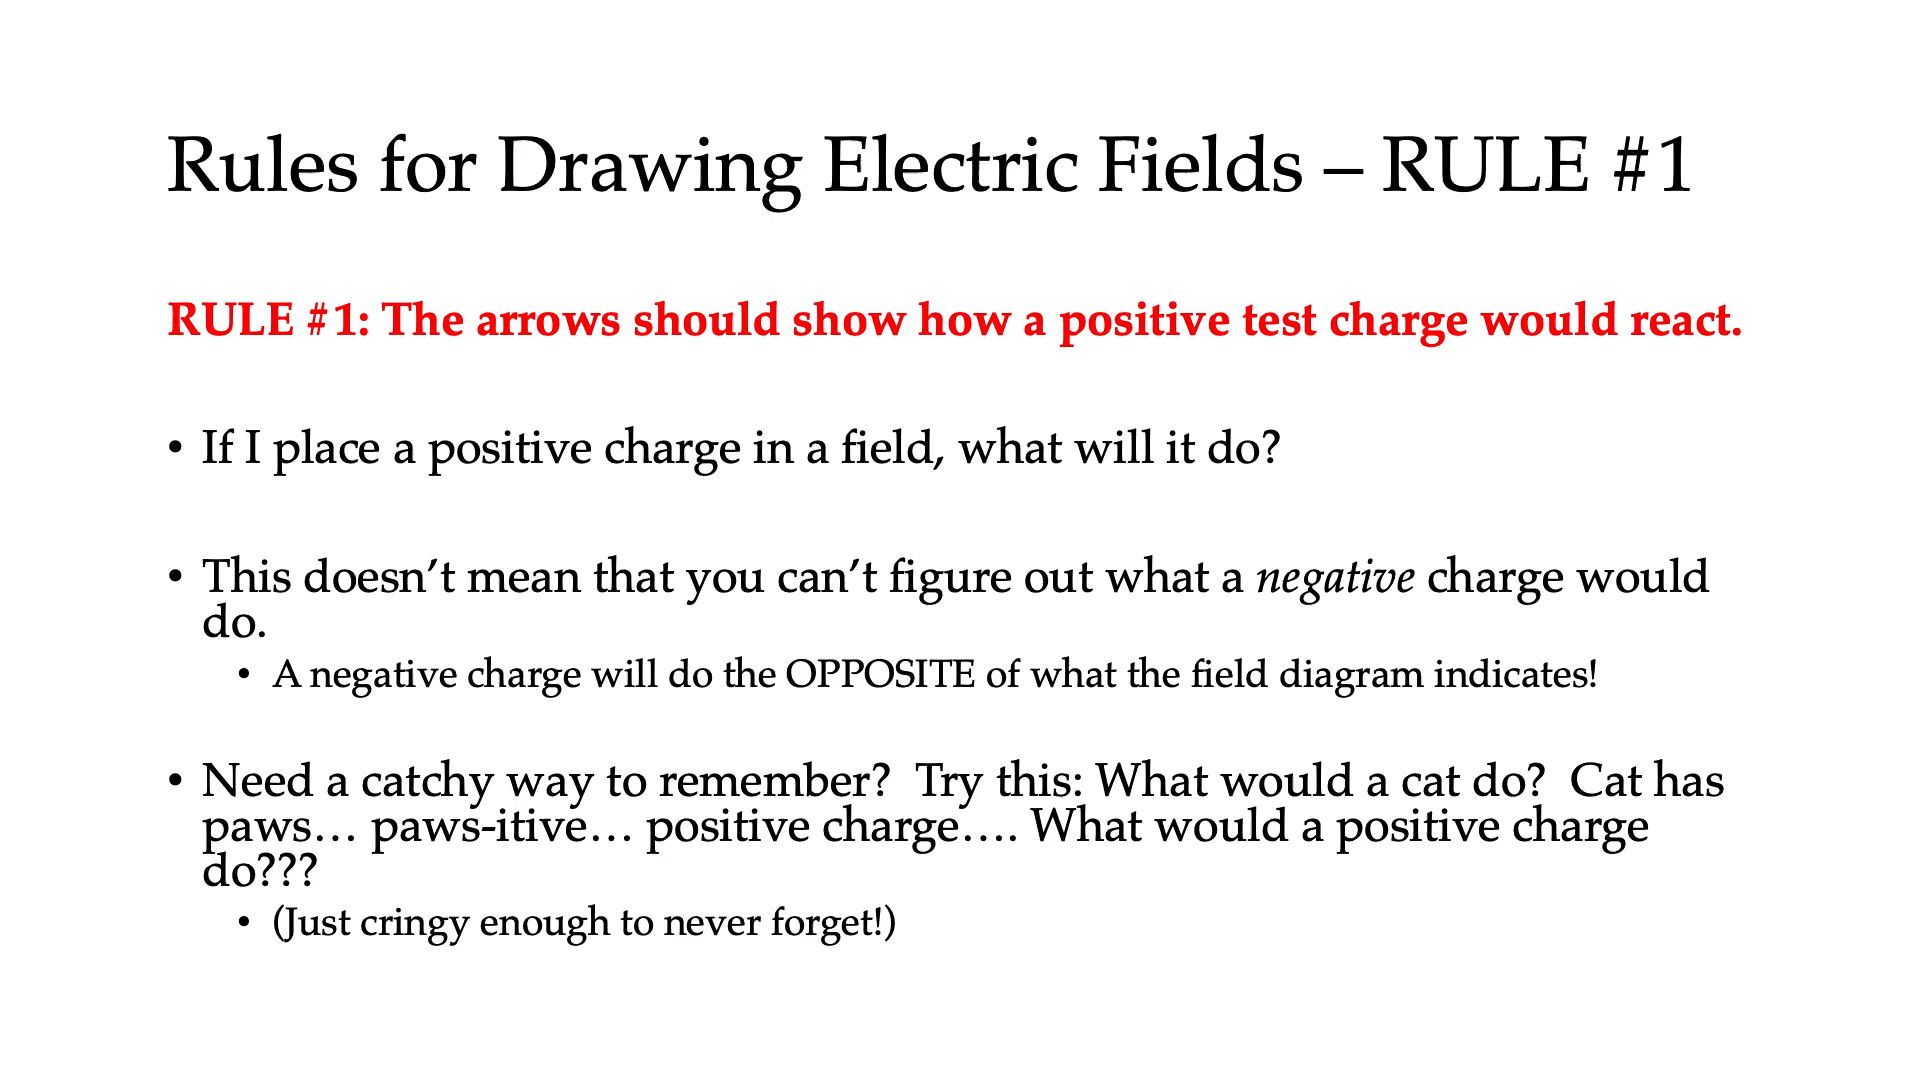 Rules for Drawing Electric Fields – RULE #1
RULE #1: The arrows should show how a positive test charge would react.
• If I place a positive charge in a field, what will it do?
• This doesn’t mean that you can’t figure out what a negative charge would
do.
• A negative charge will do the OPPOSITE of what the field diagram indicates!
• Need a catchy way to remember?  Try this: What would a cat do?  Cat has
paws… paws-itive… positive charge…. What would a positive charge
do???
• (Just cringy enough to never forget!)